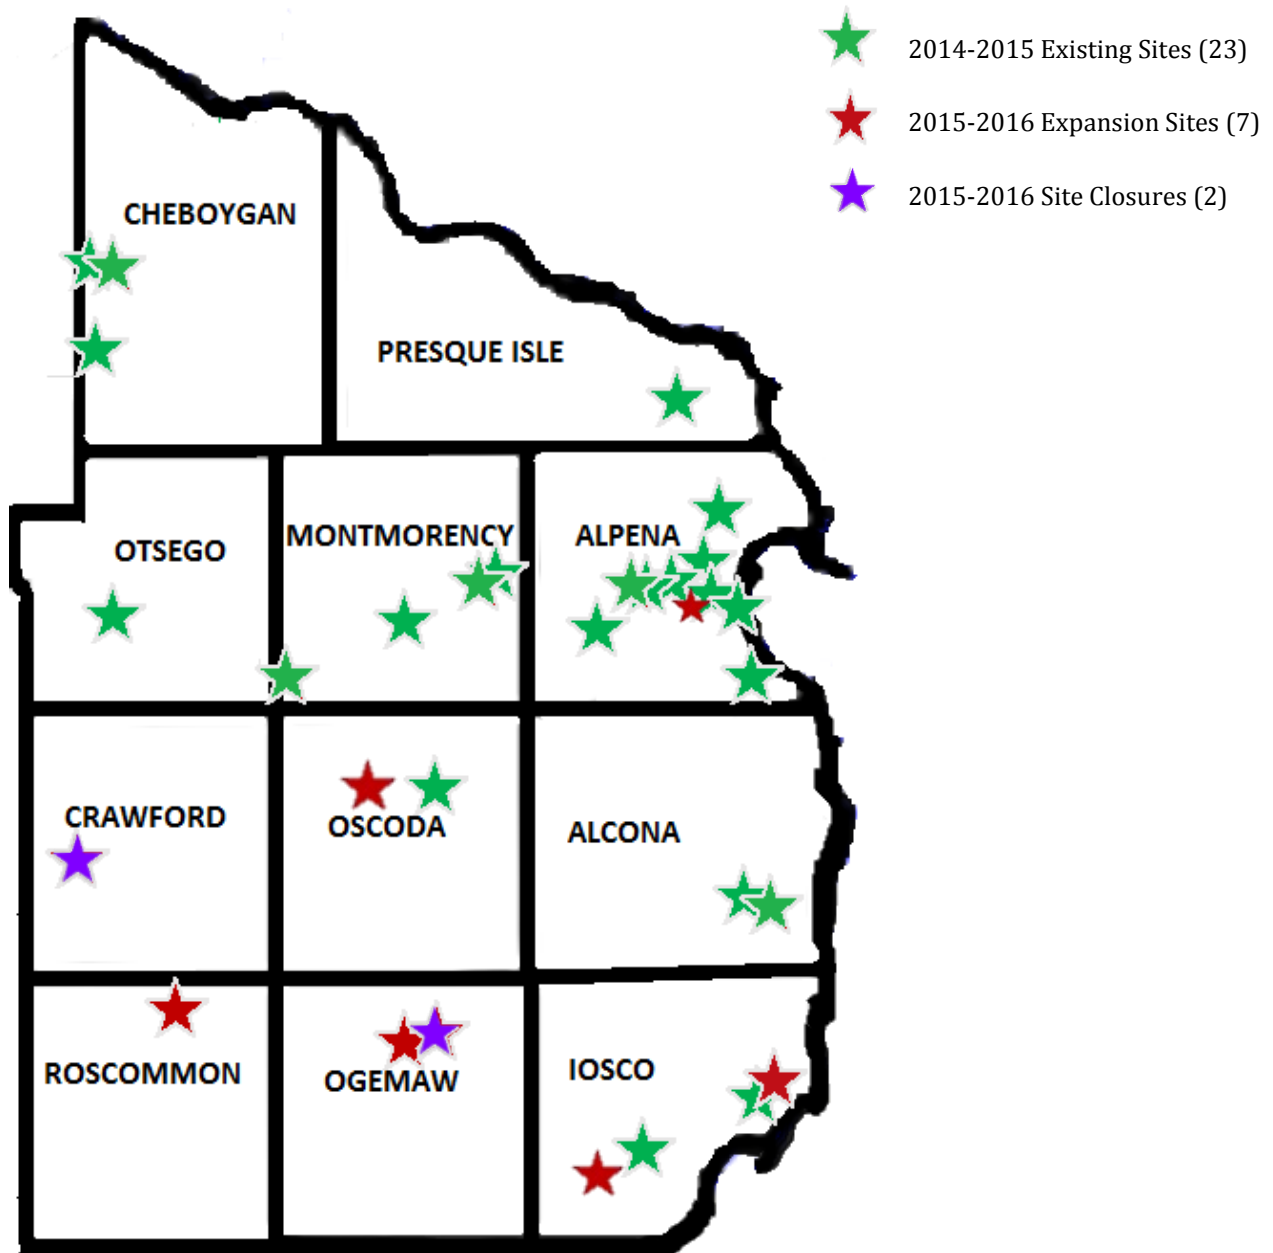 2014-2015 Existing Sites (23)
2015-2016 Expansion Sites (7)
2015-2016 Site Closures (2)
CHEBOYGAN
PRESQUE ISLE
OTSEGO
MONTMORENCY
ALPENA
CRAWFORD
OSCODA
ALCONA
ROSCOMMON
OGEMAW
IOSCO